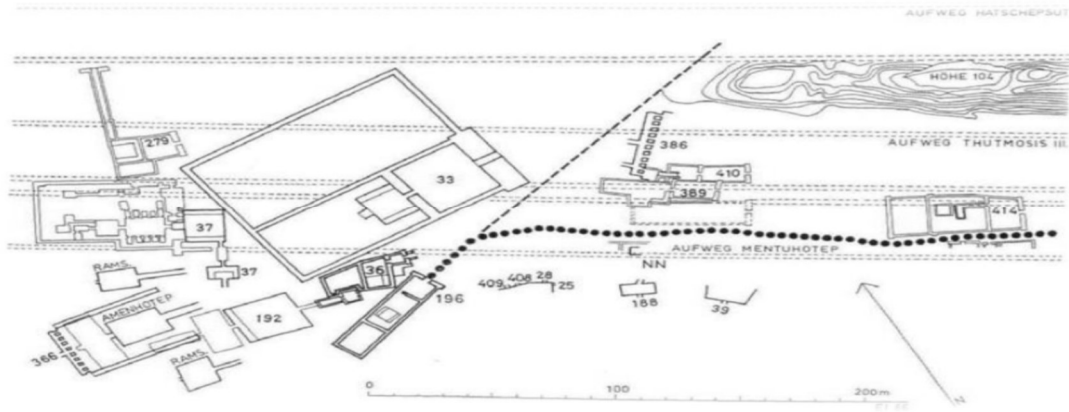 AUFWEG HATSCHEPSUT
HÖHE 104
279
386
AUFWEG THUTMOSIS III.
33
410
389
37
414
AUFWEG MENTUHOTEP
NN
RAMS.
37
36
409 408 28
25
196
188
39
AMENHOTEP
192
366
RAMS.
0 100 200m
N